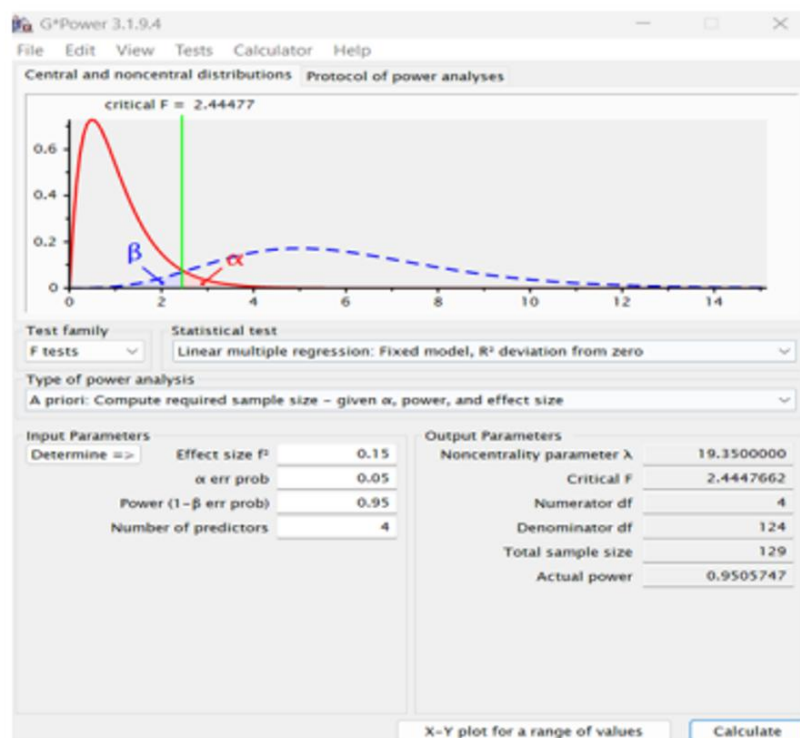 G*Power 3.1.9.4
File Edit View Tests Calculator Help
Central and noncentral distributions Protocol of power analyses
critical F = 2.44477
0.6
0.4
0.2
0
β α
0 2 4 6 8 10 12 14
Test family Statistical test
F tests Linear multiple regression: Fixed model, R² deviation from zero
Type of power analysis
A priori: Compute required sample size – given α, power, and effect size
Input Parameters Output Parameters
Determine => Effect size f² 0.15 Noncentrality parameter λ 19.3500000
α err prob 0.05 Critical F 2.4447662
Power (1-β err prob) 0.95 Numerator df 4
Number of predictors 4 Denominator df 124
Total sample size 129
Actual power 0.9505747
X-Y plot for a range of values Calculate